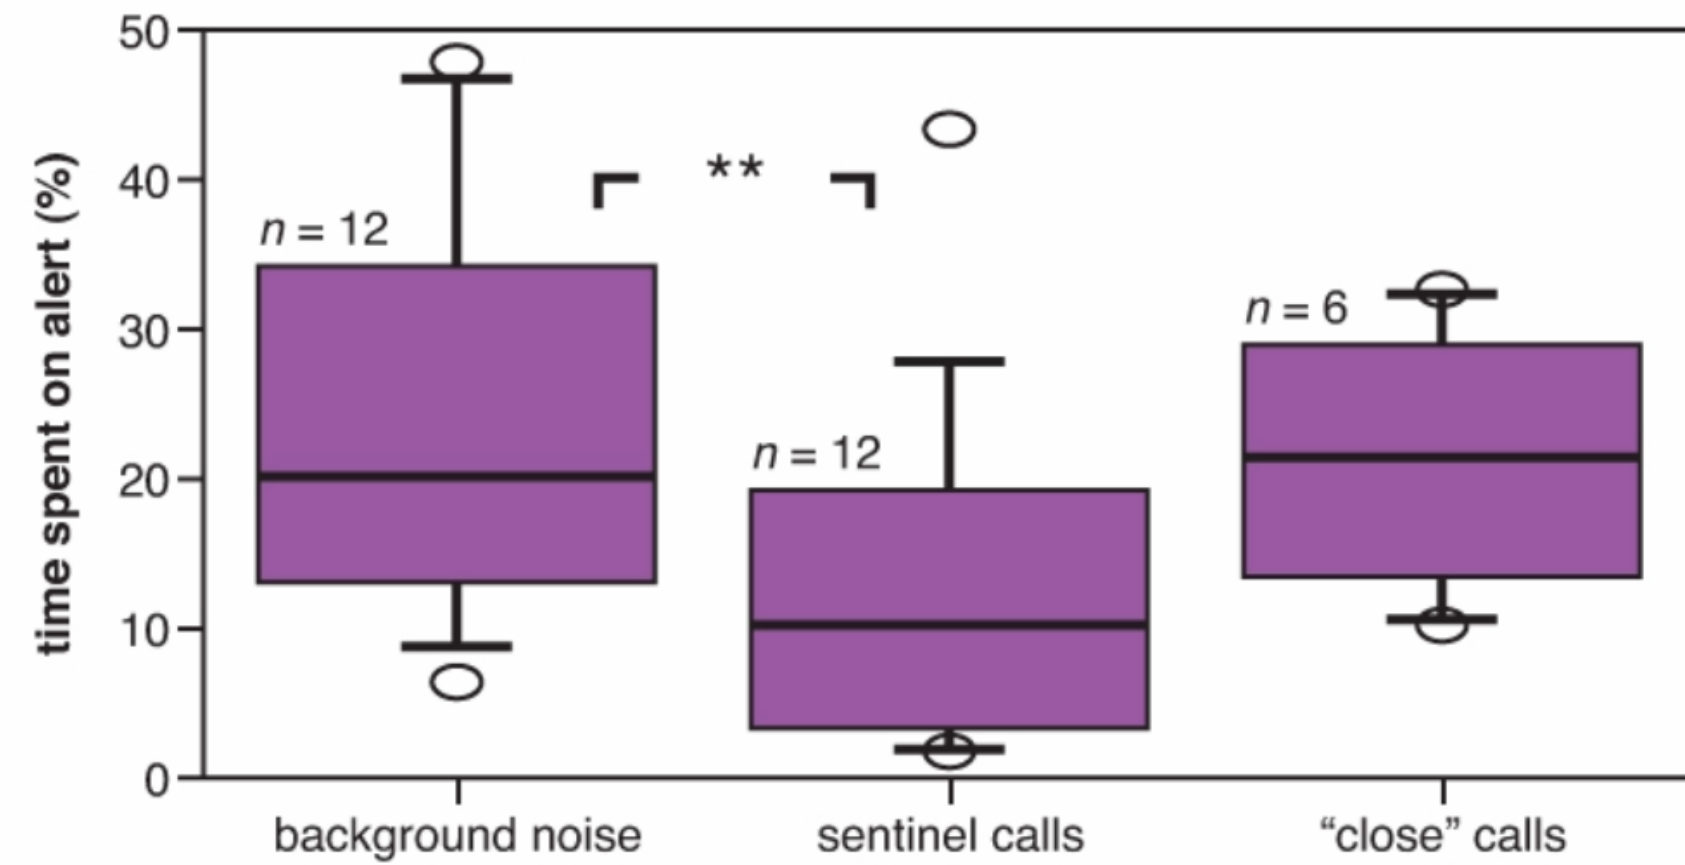 time spent on alert (%)
50
40
30
20
10
0
n = 12
**
n = 12
n = 6
background noise
sentinel calls
“close” calls